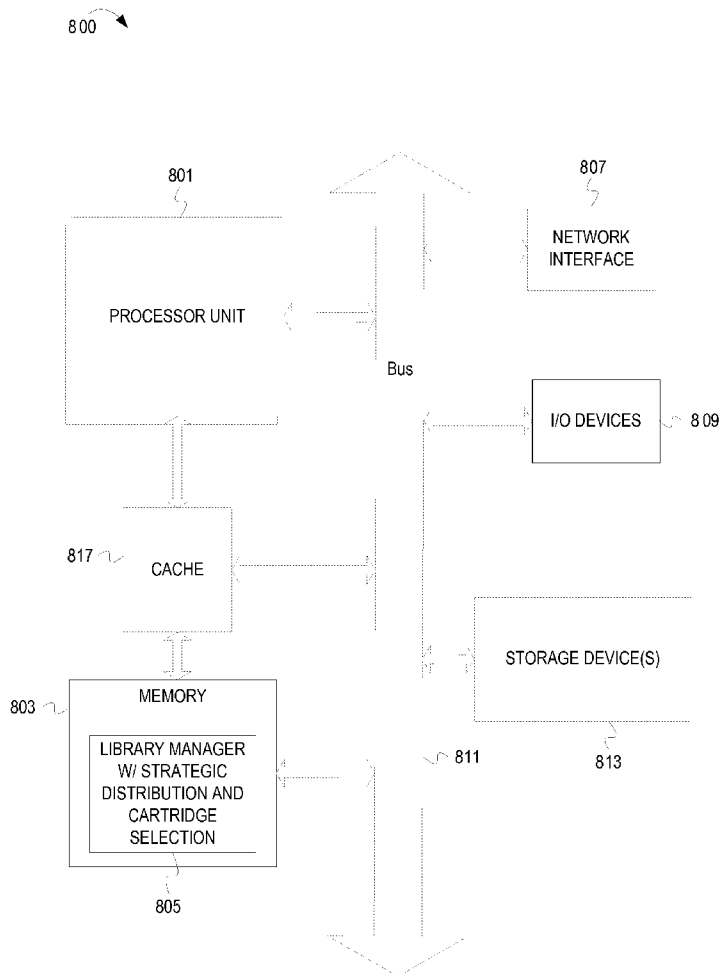 800
801
807
NETWORK
INTERFACE
PROCESSOR UNIT
Bus
I/O DEVICES
809
817
CACHE
STORAGE DEVICE(S)
MEMORY
803
LIBRARY MANAGER
W/ STRATEGIC
DISTRIBUTION AND
CARTRIDGE
SELECTION
811
813
805